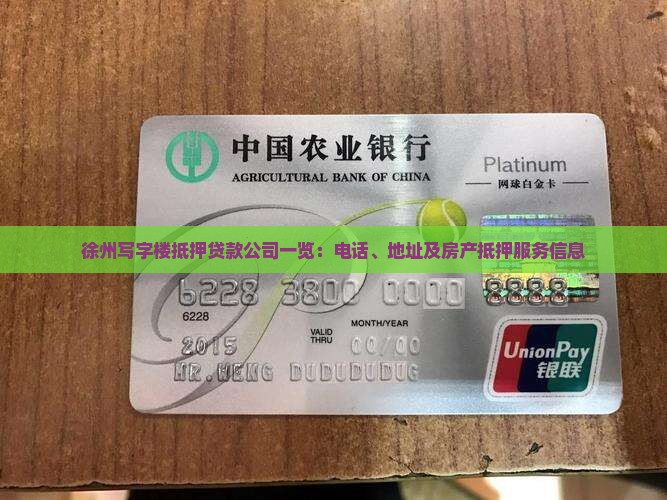 中国农业银行
AGRICULTURAL BANK OF CHINA
Platinum
网球白金卡
徐州写字楼抵押贷款公司一览：电话、地址及房产抵押服务信息
6228 3800 0000 8888
6228
MONTH/YEAR
VALID
THRU
2015 00/00
MR.WENG DUDUDUDUG
UnionPay
银联